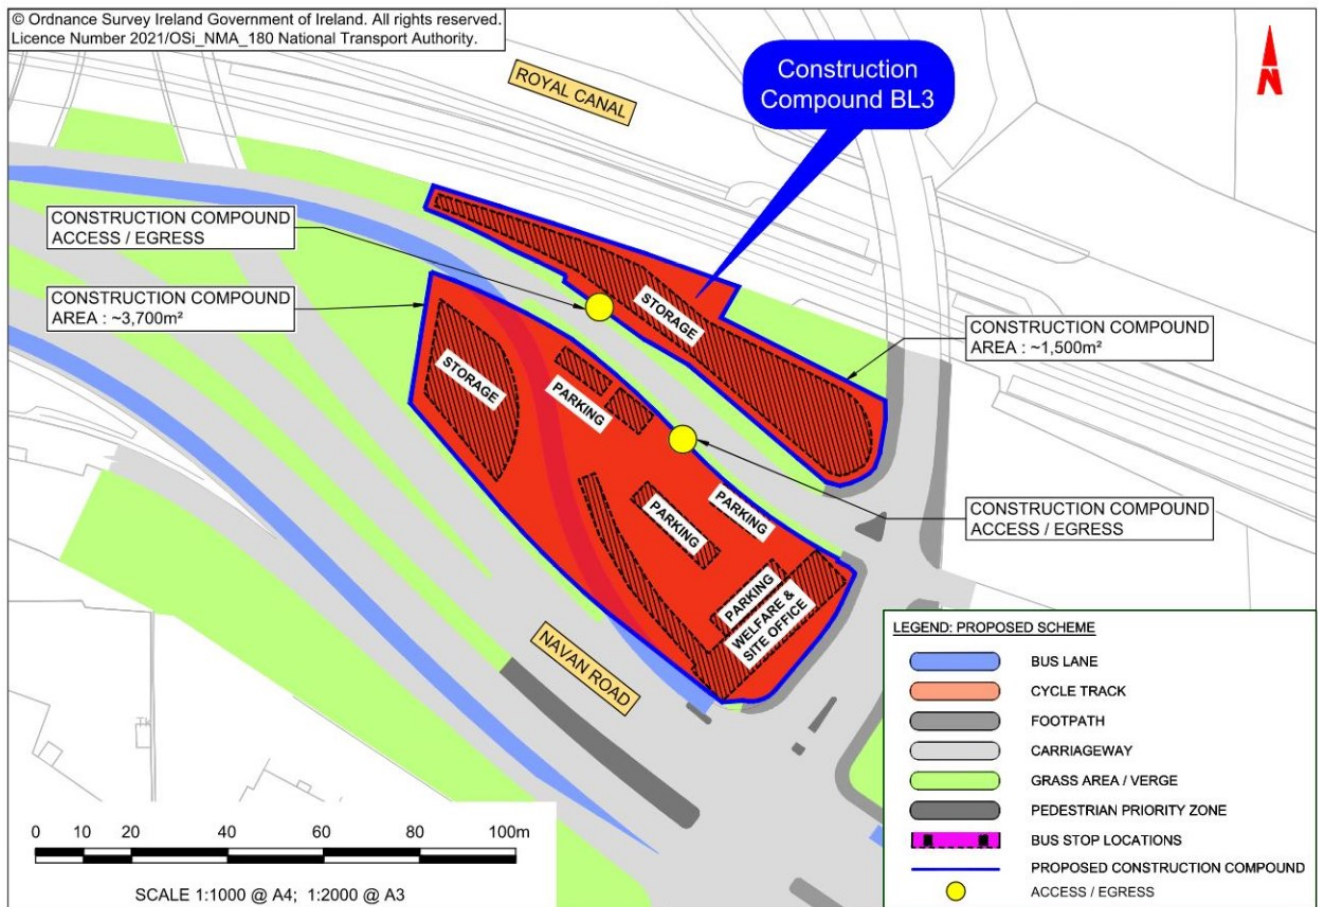 © Ordnance Survey Ireland Government of Ireland. All rights reserved.
Licence Number 2021/OSi_NMA_180 National Transport Authority.
ROYAL CANAL
Construction
Compound BL3
N
CONSTRUCTION COMPOUND
ACCESS / EGRESS
CONSTRUCTION COMPOUND
AREA : ~3,700m²
STORAGE
CONSTRUCTION COMPOUND
AREA : ~1,500m²
STORAGE
PARKING
PARKING
PARKING
CONSTRUCTION COMPOUND
ACCESS / EGRESS
PARKING
WELFARE &
SITE OFFICE
NAVAN ROAD
Tk
LEGEND: PROPOSED SCHEME
BUS LANE
CYCLE TRACK
FOOTPATH
CARRIAGEWAY
GRASS AREA / VERGE
PEDESTRIAN PRIORITY ZONE
BUS STOP LOCATIONS
PROPOSED CONSTRUCTION COMPOUND
ACCESS / EGRESS
0 10 20 40 60 80 100m
SCALE 1:1000 @ A4; 1:2000 @ A3